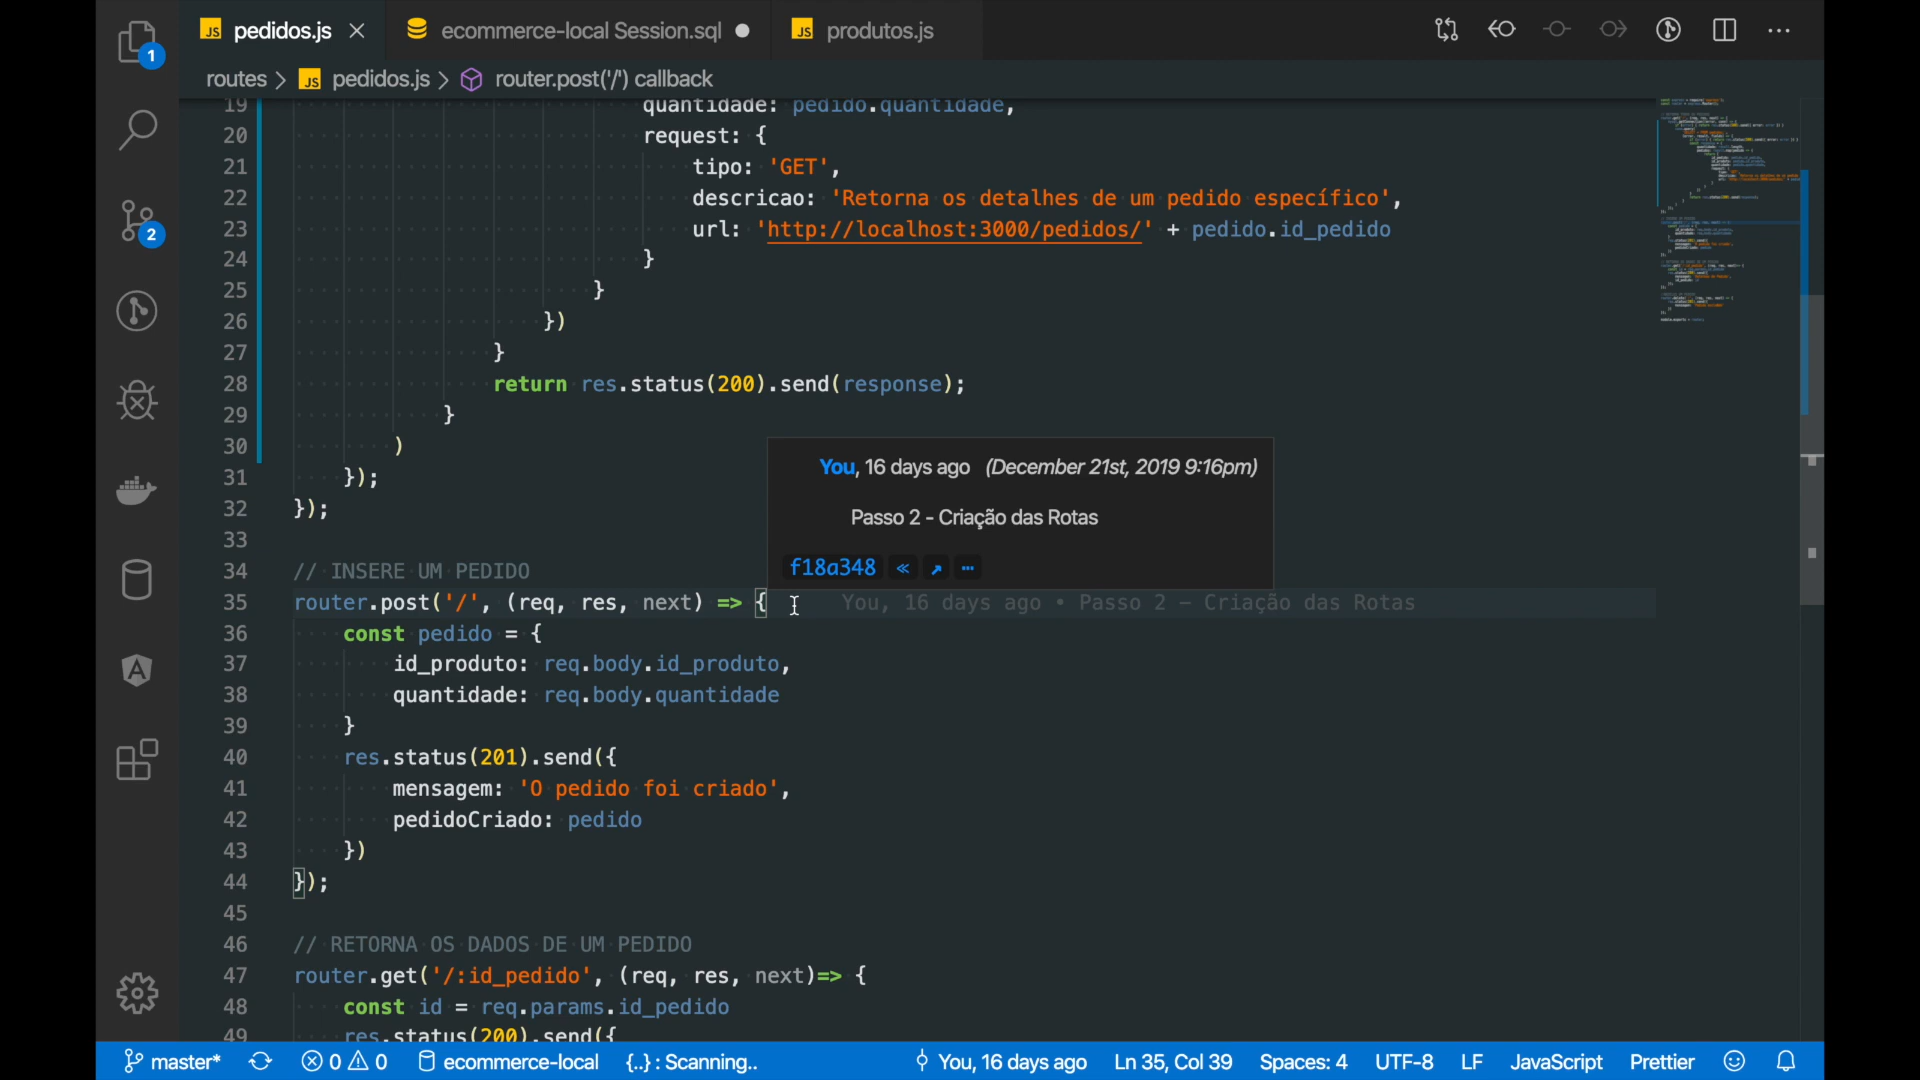 JS pedidos.js
ecommerce-local Session.sql
JS produtos.js
routes > JS pedidos.js > router.post('/') callback
1
2
19 quantidade: pedido.quantidade,
20 request: {
21 tipo: 'GET',
22 descricao: 'Retorna os detalhes de um pedido específico',
23 url: 'http://localhost:3000/pedidos/' + pedido.id_pedido
24 }
25 }
26 })
27 }
28 return res.status(200).send(response);
29 }
30 )
31 });
32 });
33
You, 16 days ago (December 21st, 2019 9:16pm)
Passo 2 - Criação das Rotas
f18a348
34 // INSERE UM PEDIDO
35 router.post('/', (req, res, next) => { You, 16 days ago • Passo 2 – Criação das Rotas
36 const pedido = {
37 id_produto: req.body.id_produto,
38 quantidade: req.body.quantidade
39 }
40 res.status(201).send({
41 mensagem: 'O pedido foi criado',
42 pedidoCriado: pedido
43 })
44 });
45
46 // RETORNA OS DADOS DE UM PEDIDO
47 router.get('/:id_pedido', (req, res, next)=> {
48 const id = req.params.id_pedido
49 res.status(200).send({
master* 0 0 ecommerce-local {..} : Scanning.. You, 16 days ago Ln 35, Col 39 Spaces: 4 UTF-8 LF JavaScript Prettier